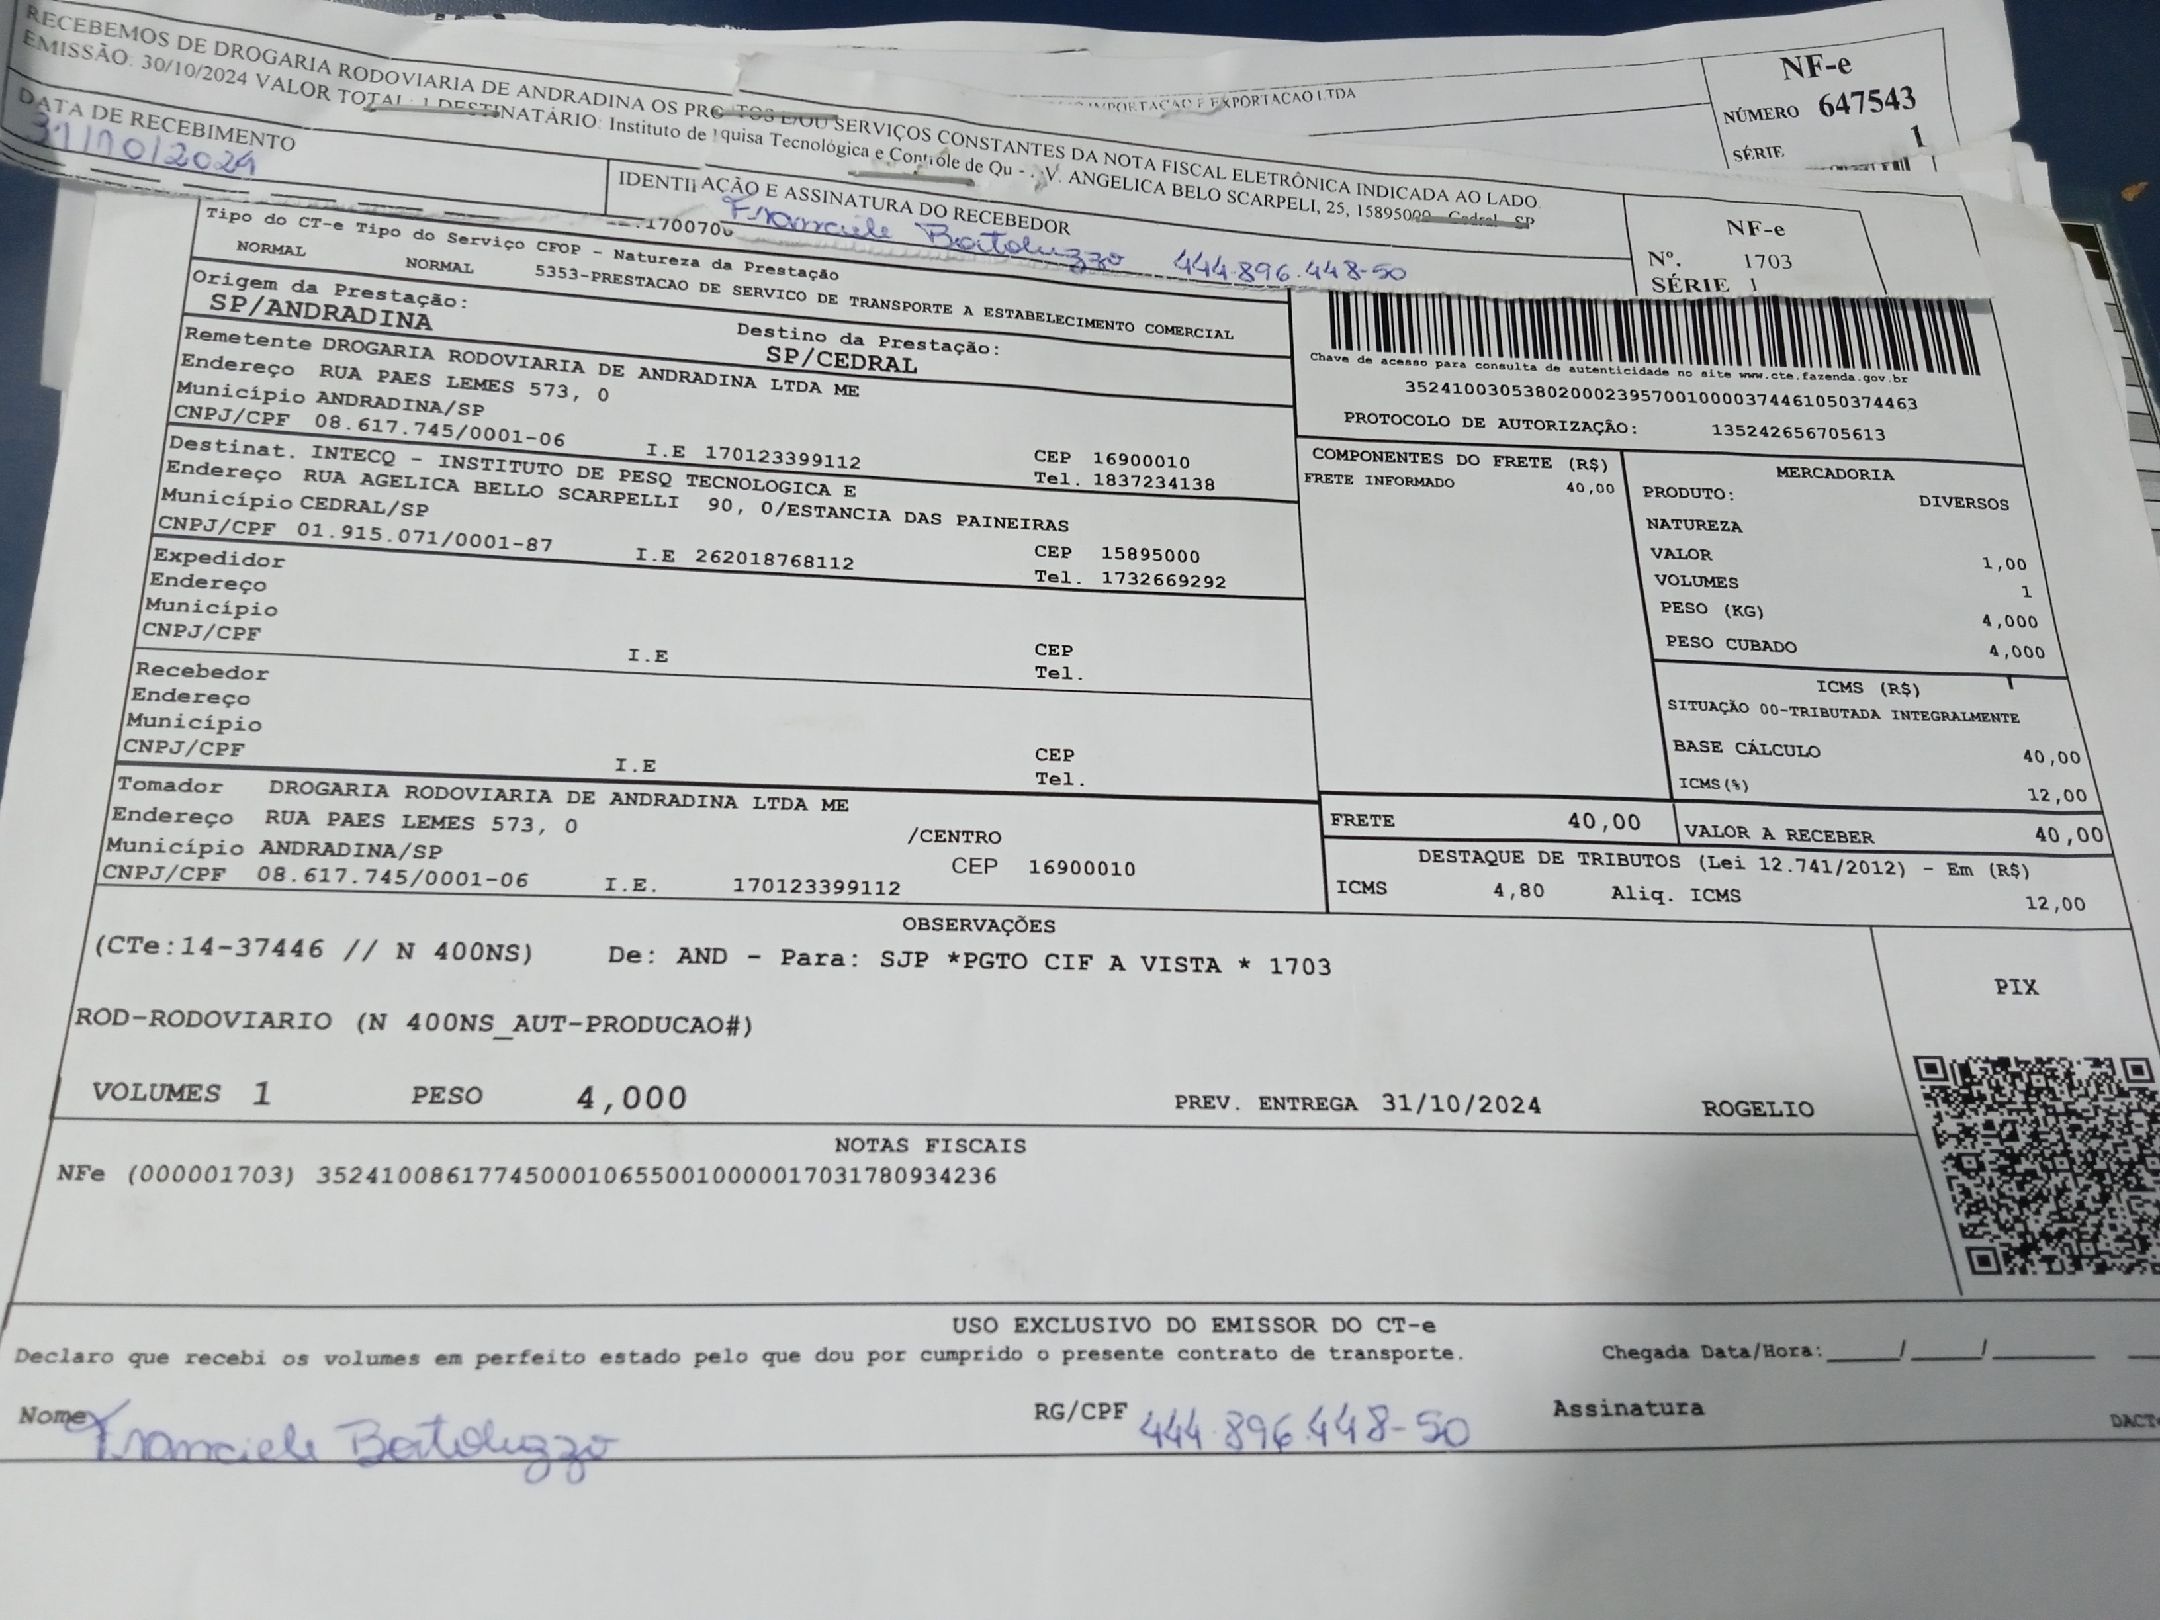 IMPORTACAO E EXPORTACAO LTDA
NF-e
NÚMERO 647543
SÉRIE 1
RECEBEMOS DE DROGARIA RODOVIARIA DE ANDRADINA OS E/OU SERVIÇOS CONSTANTES DA NOTA FISCAL ELETRÔNICA INDICADA AO LADO.
EMISSÃO: 30/10/2024 VALOR TOTAL: 1 DESTINATÁRIO: Instituto de Tecnológica e Controle de Qu - V. ANGELICA BELO SCARPELI, 25, 15895000 Cedral SP
DATA DE RECEBIMENTO
31/10/2024
IDENTIFICAÇÃO E ASSINATURA DO RECEBEDOR
Franciele Bortoluzzo 444.896.448-50
NF-e
Nº. 1703
SÉRIE 1
Tipo do CT-e Tipo do Serviço CFOP - Natureza da Prestação
NORMAL NORMAL 5353-PRESTACAO DE SERVICO DE TRANSPORTE A ESTABELECIMENTO COMERCIAL
Origem da Prestação:
SP/ANDRADINA
Destino da Prestação:
SP/CEDRAL
Chave de acesso para consulta de autenticidade no site www.cte.fazenda.gov.br
35241003053802000239570010000374461050374463
PROTOCOLO DE AUTORIZAÇÃO: 135242656705613
Remetente DROGARIA RODOVIARIA DE ANDRADINA LTDA ME
Endereço RUA PAES LEMES 573, 0
Município ANDRADINA/SP
CNPJ/CPF 08.617.745/0001-06 I.E 170123399112
CEP 16900010
Tel. 1837234138
Destinat. INTECQ - INSTITUTO DE PESQ TECNOLOGICA E
Endereço RUA AGELICA BELLO SCARPELLI 90, 0/ESTANCIA DAS PAINEIRAS
Município CEDRAL/SP
CNPJ/CPF 01.915.071/0001-87 I.E 262018768112
CEP 15895000
Tel. 1732669292
Expedidor
Endereço
Município
CNPJ/CPF
I.E
CEP
Tel.
Recebedor
Endereço
Município
CNPJ/CPF
I.E
CEP
Tel.
Tomador DROGARIA RODOVIARIA DE ANDRADINA LTDA ME
Endereço RUA PAES LEMES 573, 0 /CENTRO
Município ANDRADINA/SP CEP 16900010
CNPJ/CPF 08.617.745/0001-06 I.E. 170123399112
COMPONENTES DO FRETE (R$)
FRETE INFORMADO 40,00
MERCADORIA
PRODUTO: DIVERSOS
NATUREZA
VALOR 1,00
VOLUMES 1
PESO (KG) 4,000
PESO CUBADO 4,000
ICMS (R$)
SITUAÇÃO 00-TRIBUTADA INTEGRALMENTE
BASE CÁLCULO 40,00
ICMS(%) 12,00
FRETE 40,00 VALOR A RECEBER 40,00
DESTAQUE DE TRIBUTOS (Lei 12.741/2012) - Em (R$)
ICMS 4,80 Aliq. ICMS 12,00
OBSERVAÇÕES
(CTe:14-37446 // N 400NS) De: AND - Para: SJP *PGTO CIF A VISTA * 1703
PIX
ROD-RODOVIARIO (N 400NS_AUT-PRODUCAO#)
VOLUMES 1 PESO 4,000 PREV. ENTREGA 31/10/2024 ROGELIO
NOTAS FISCAIS
NFe (000001703) 35241008617745000106550010000017031780934236
USO EXCLUSIVO DO EMISSOR DO CT-e
Declaro que recebi os volumes em perfeito estado pelo que dou por cumprido o presente contrato de transporte. Chegada Data/Hora:____/____/______
Nome Franciele Bortoluzzo RG/CPF 444.896.448-50 Assinatura
DACT